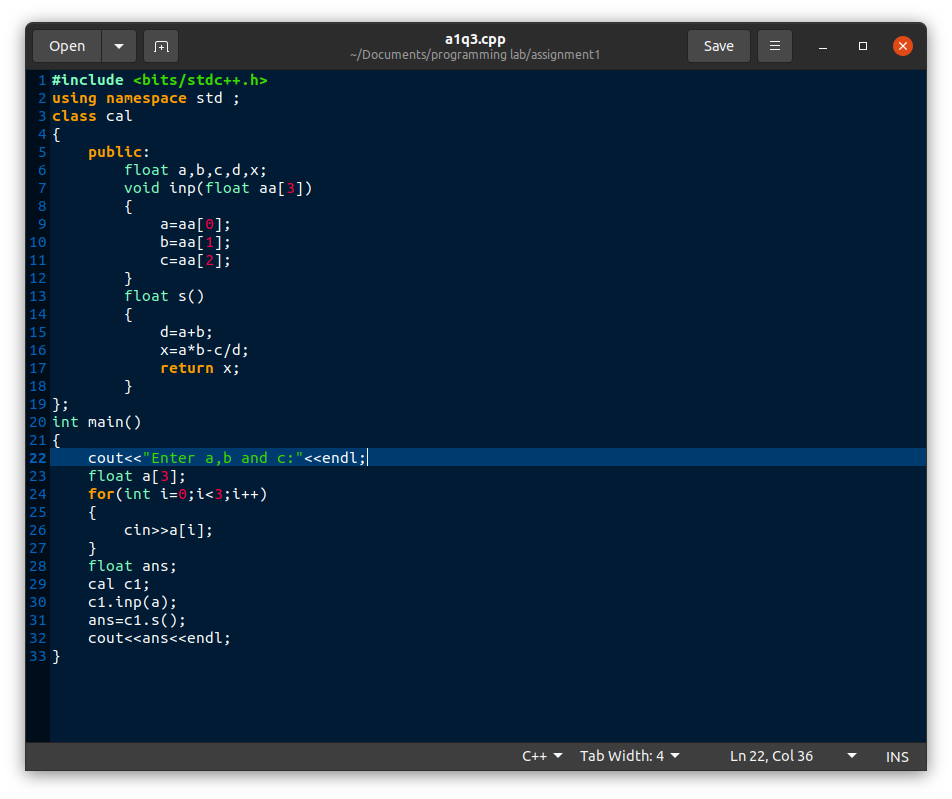 Open
a1q3.cpp
~/Documents/programming lab/assignment1
Save
1 #include <bits/stdc++.h>
2 using namespace std ;
3 class cal
4 {
5     public:
6         float a,b,c,d,x;
7         void inp(float aa[3])
8         {
9             a=aa[0];
10             b=aa[1];
11             c=aa[2];
12         }
13         float s()
14         {
15             d=a+b;
16             x=a*b-c/d;
17             return x;
18         }
19 };
20 int main()
21 {
22     cout<<"Enter a,b and c:"<<endl;
23     float a[3];
24     for(int i=0;i<3;i++)
25     {
26         cin>>a[i];
27     }
28     float ans;
29     cal c1;
30     c1.inp(a);
31     ans=c1.s();
32     cout<<ans<<endl;
33 }
C++ Tab Width: 4 Ln 22, Col 36 INS